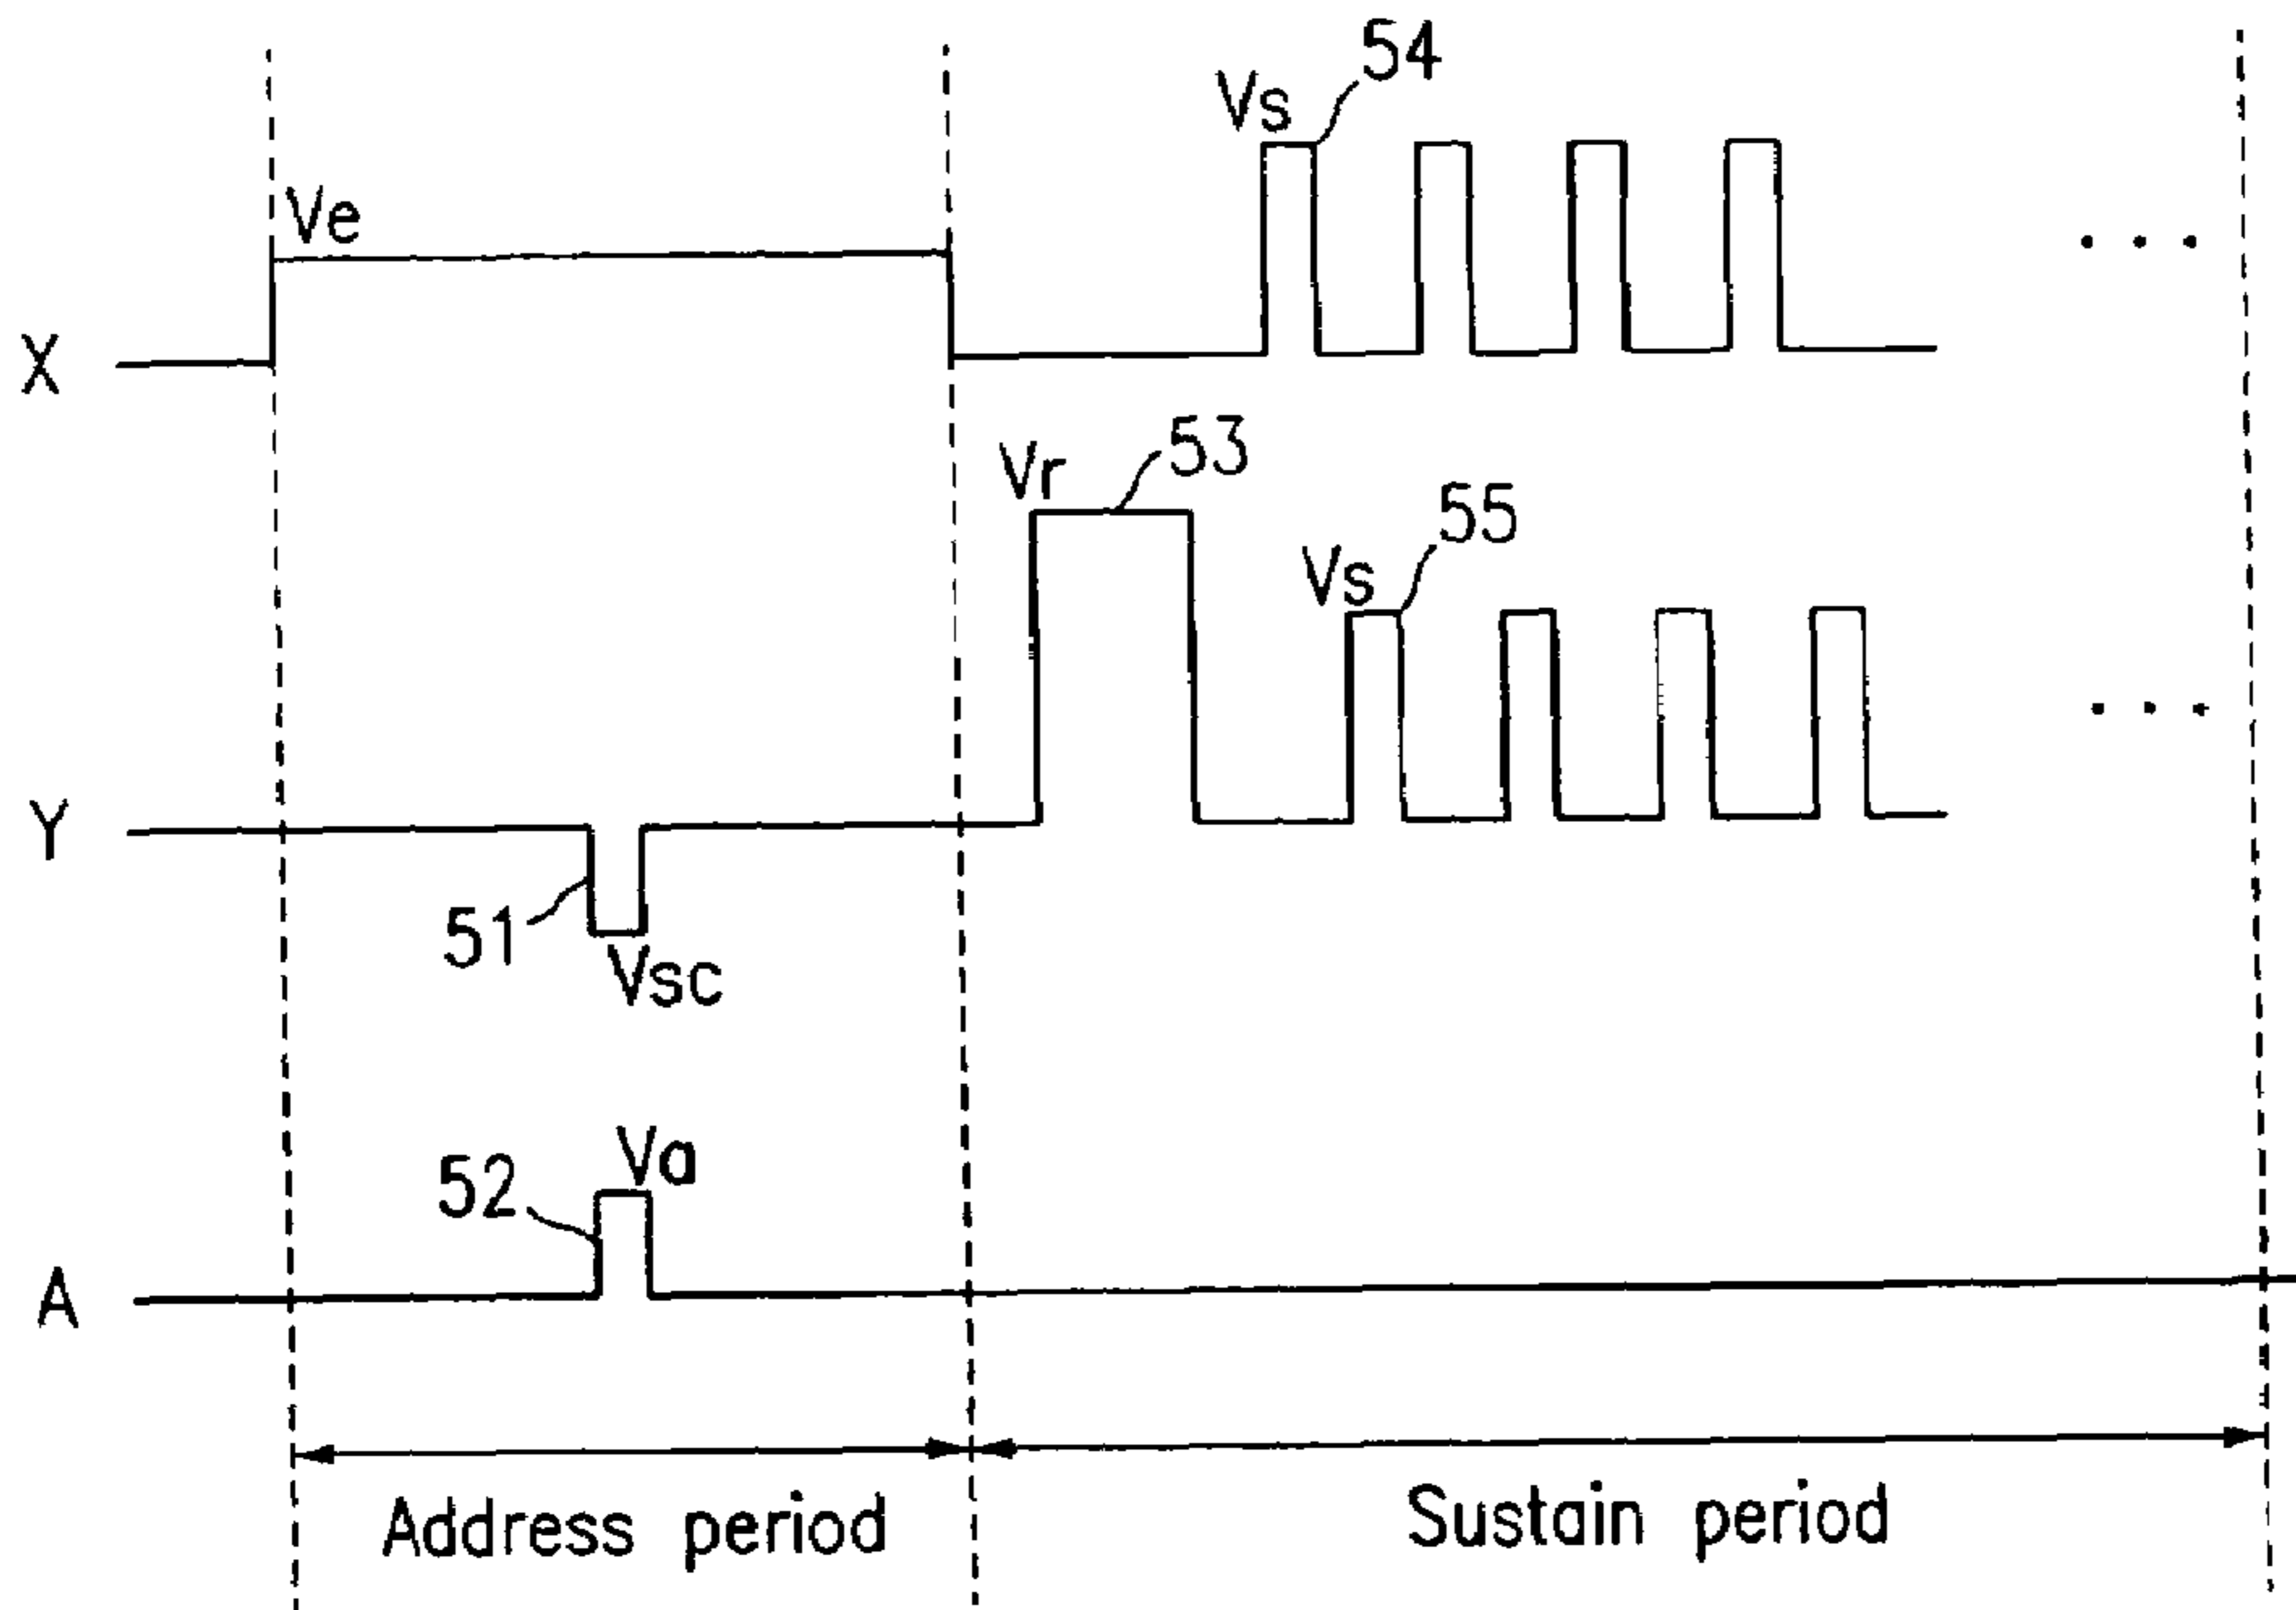 54
Vs
Ve
X
53
Vr
55
Vs
Y
51
Vsc
Va
52
A
Address period
Sustain period